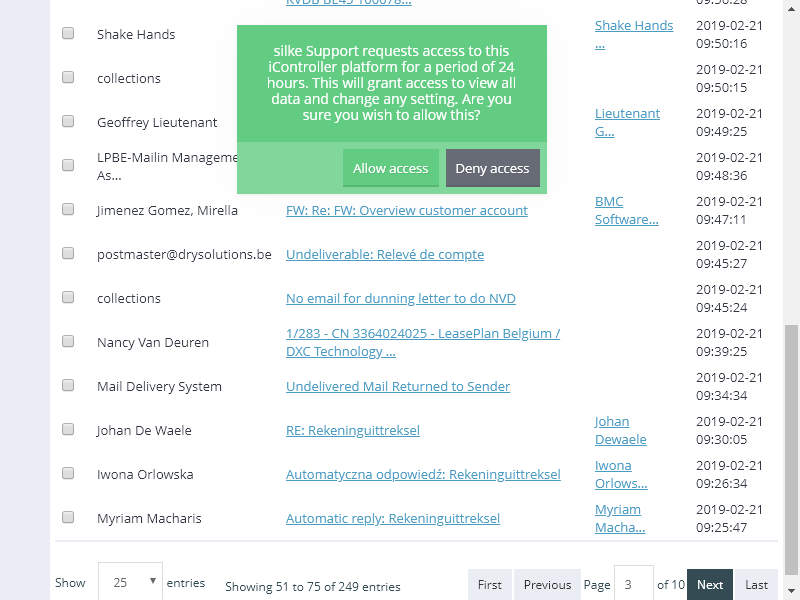 RVDB BE45 100078...
09:50:28
Shake Hands
Shake Hands
...
2019-02-21
09:50:16
silke Support requests access to this
iController platform for a period of 24
hours. This will grant access to view all
data and change any setting. Are you
sure you wish to allow this?
Allow access
Deny access
collections
2019-02-21
09:50:15
Geoffrey Lieutenant
Lieutenant
G...
2019-02-21
09:49:25
LPBE-Mailin Manageme
As...
2019-02-21
09:48:36
Jimenez Gomez, Mirella
FW: Re: FW: Overview customer account
BMC
Software...
2019-02-21
09:47:11
postmaster@drysolutions.be
Undeliverable: Relevé de compte
2019-02-21
09:45:27
collections
No email for dunning letter to do NVD
2019-02-21
09:45:24
Nancy Van Deuren
1/283 - CN 3364024025 - LeasePlan Belgium /
DXC Technology ...
2019-02-21
09:39:25
Mail Delivery System
Undelivered Mail Returned to Sender
2019-02-21
09:34:34
Johan De Waele
RE: Rekeninguittreksel
Johan
Dewaele
2019-02-21
09:30:05
Iwona Orlowska
Automatyczna odpowiedź: Rekeninguittreksel
Iwona
Orlows...
2019-02-21
09:26:34
Myriam Macharis
Automatic reply: Rekeninguittreksel
Myriam
Macha...
2019-02-21
09:25:47
Show 25 entries
Showing 51 to 75 of 249 entries
First Previous Page 3 of 10 Next Last